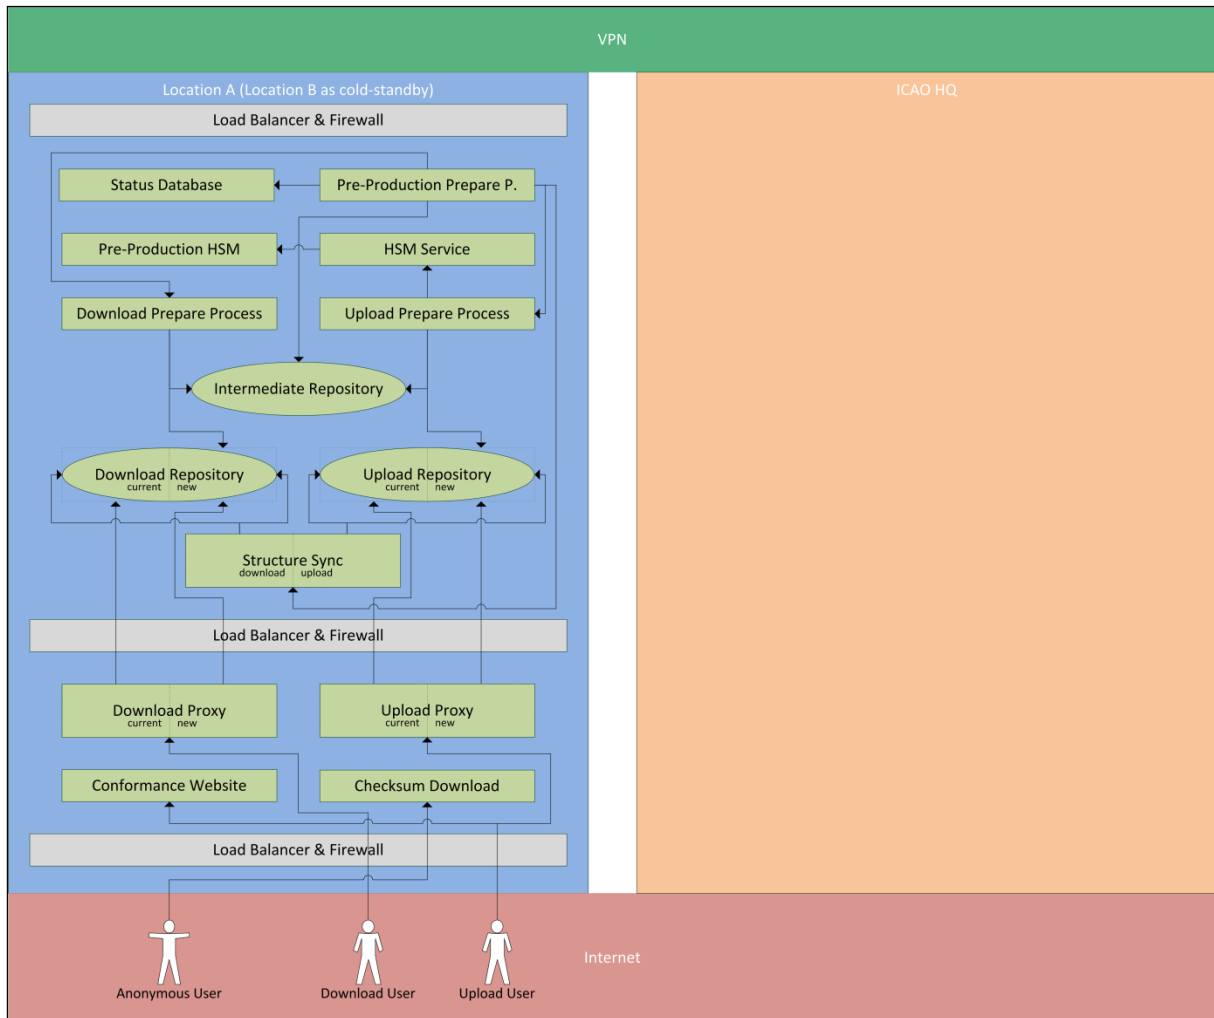 VPN
Location A (Location B as cold-standby)
ICAO HQ
Load Balancer & Firewall
Status Database
Pre-Production Prepare P.
Pre-Production HSM
HSM Service
Download Prepare Process
Upload Prepare Process
Intermediate Repository
Download Repository
current new
Upload Repository
current new
Structure Sync
download upload
Load Balancer & Firewall
Download Proxy
current new
Upload Proxy
current new
Conformance Website
Checksum Download
Load Balancer & Firewall
Internet
Anonymous User
Download User
Upload User